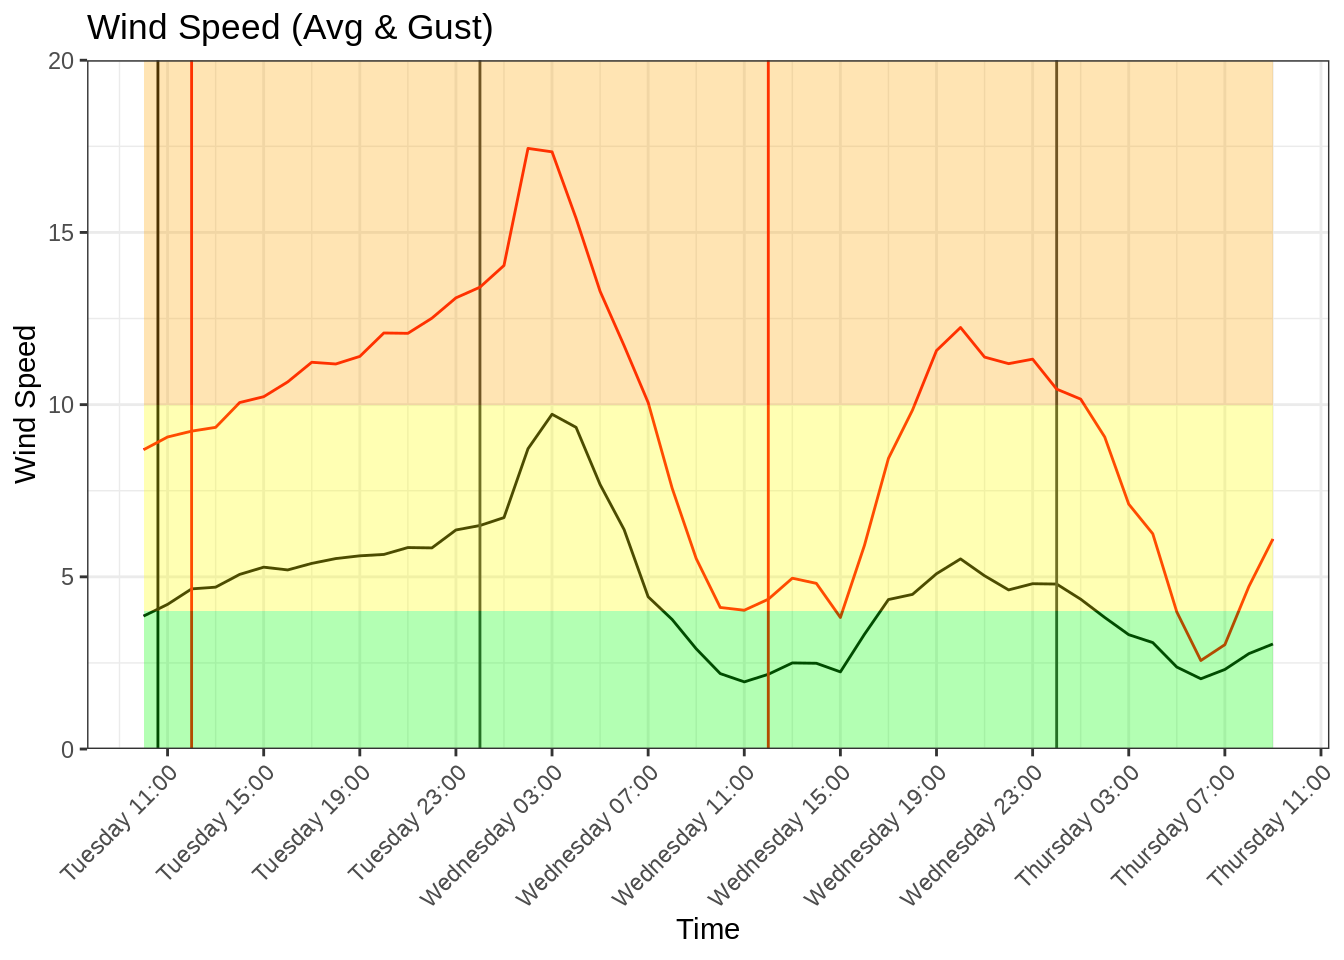 Wind Speed (Avg & Gust)
Wind Speed
20
15
10
5
0
Tuesday 11:00
Tuesday 15:00
Tuesday 19:00
Tuesday 23:00
Wednesday 03:00
Wednesday 07:00
Wednesday 11:00
Wednesday 15:00
Wednesday 19:00
Wednesday 23:00
Thursday 03:00
Thursday 07:00
Thursday 11:00
Time